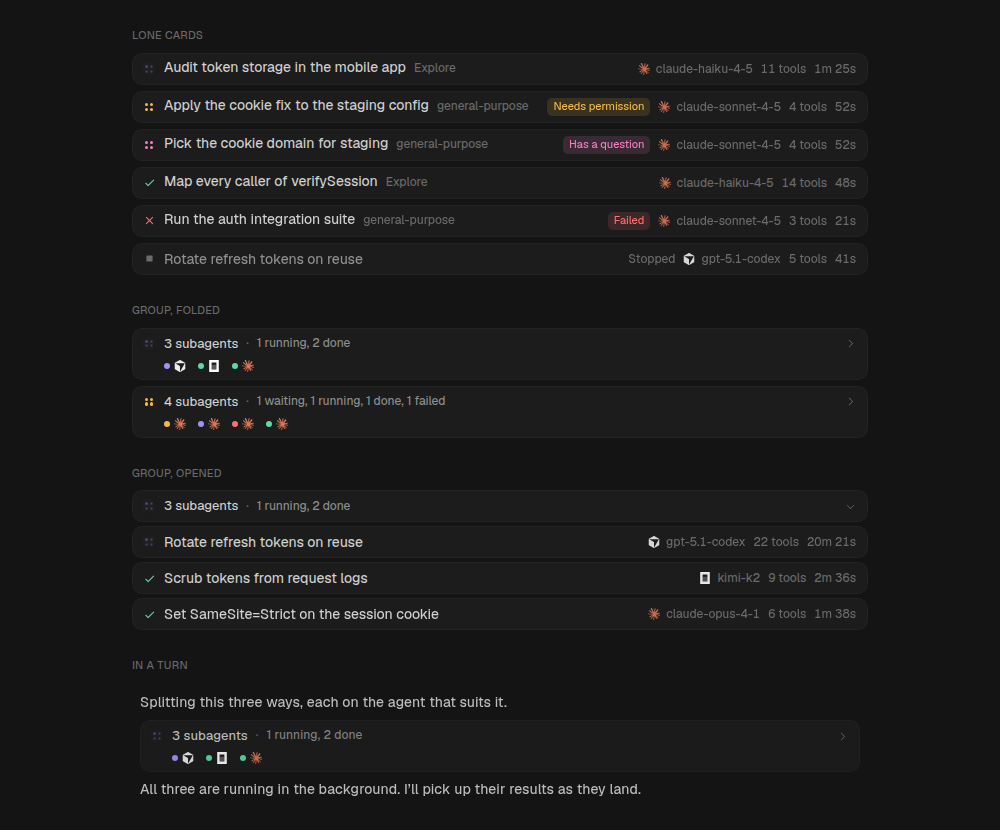 LONE CARDS
Audit token storage in the mobile app Explore claude-haiku-4-5 11 tools 1m 25s
Apply the cookie fix to the staging config general-purpose Needs permission claude-sonnet-4-5 4 tools 52s
Pick the cookie domain for staging general-purpose Has a question claude-sonnet-4-5 4 tools 52s
Map every caller of verifySession Explore claude-haiku-4-5 14 tools 48s
Run the auth integration suite general-purpose Failed claude-sonnet-4-5 3 tools 21s
Rotate refresh tokens on reuse Stopped gpt-5.1-codex 5 tools 41s
GROUP, FOLDED
3 subagents · 1 running, 2 done
4 subagents · 1 waiting, 1 running, 1 done, 1 failed
GROUP, OPENED
3 subagents · 1 running, 2 done
Rotate refresh tokens on reuse gpt-5.1-codex 22 tools 20m 21s
Scrub tokens from request logs kimi-k2 9 tools 2m 36s
Set SameSite=Strict on the session cookie claude-opus-4-1 6 tools 1m 38s
IN A TURN
Splitting this three ways, each on the agent that suits it.
3 subagents · 1 running, 2 done
All three are running in the background. I’ll pick up their results as they land.